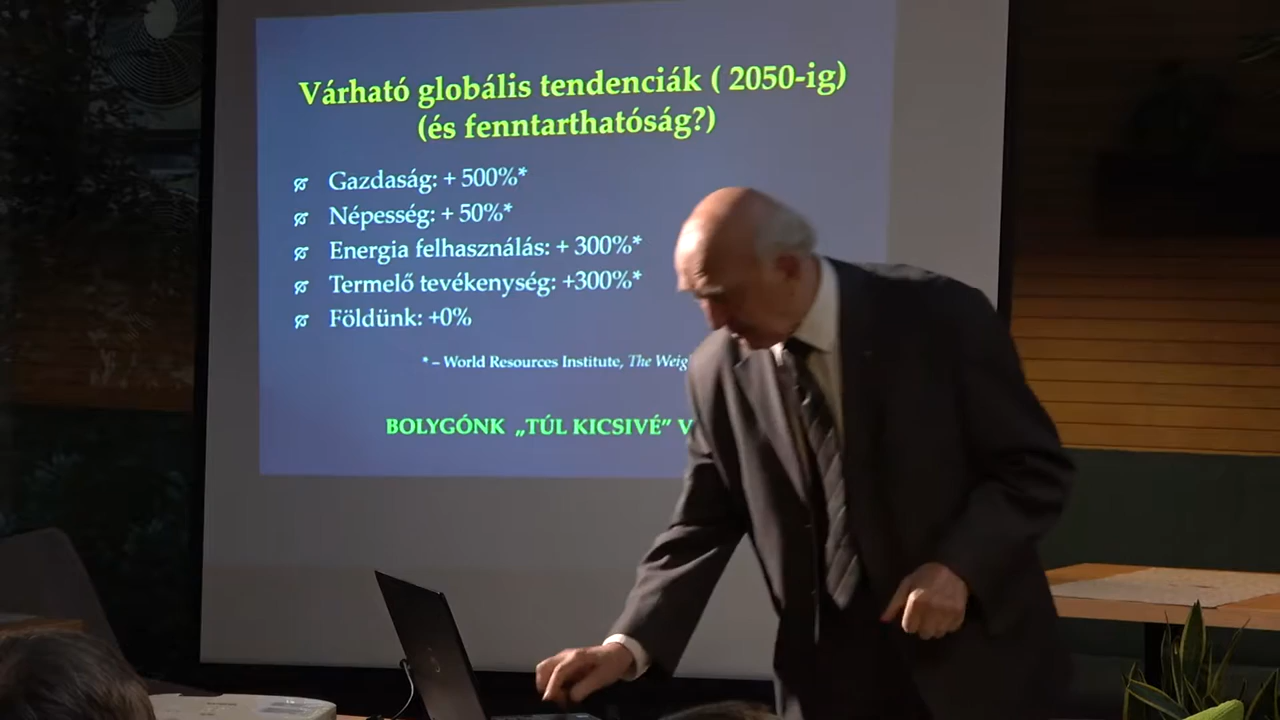 Várható globális tendenciák ( 2050-ig)
(és fenntarthatóság?)
Gazdaság: + 500%*
Népesség: + 50%*
Energia felhasználás: + 300%*
Termelő tevékenység: +300%*
Földünk: +0%
* – World Resources Institute, The
BOLYGÓNK „TÚL KICSIVÉ”